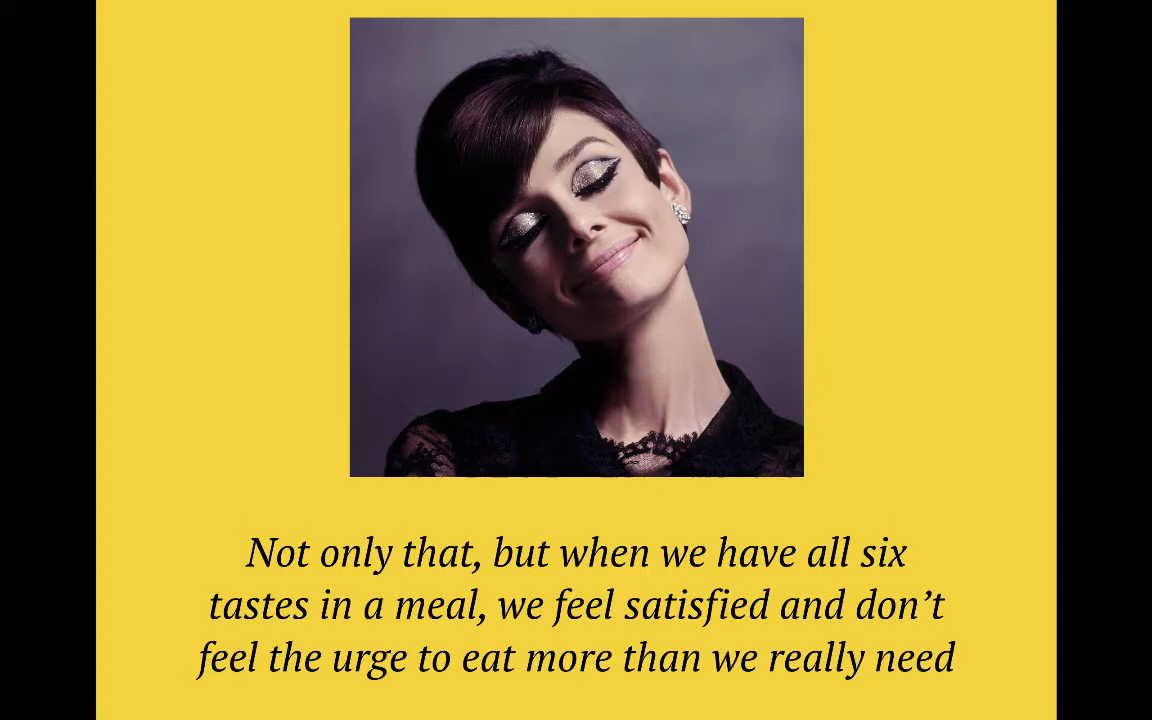 Not only that, but when we have all six
tastes in a meal, we feel satisfied and don’t
feel the urge to eat more than we really need